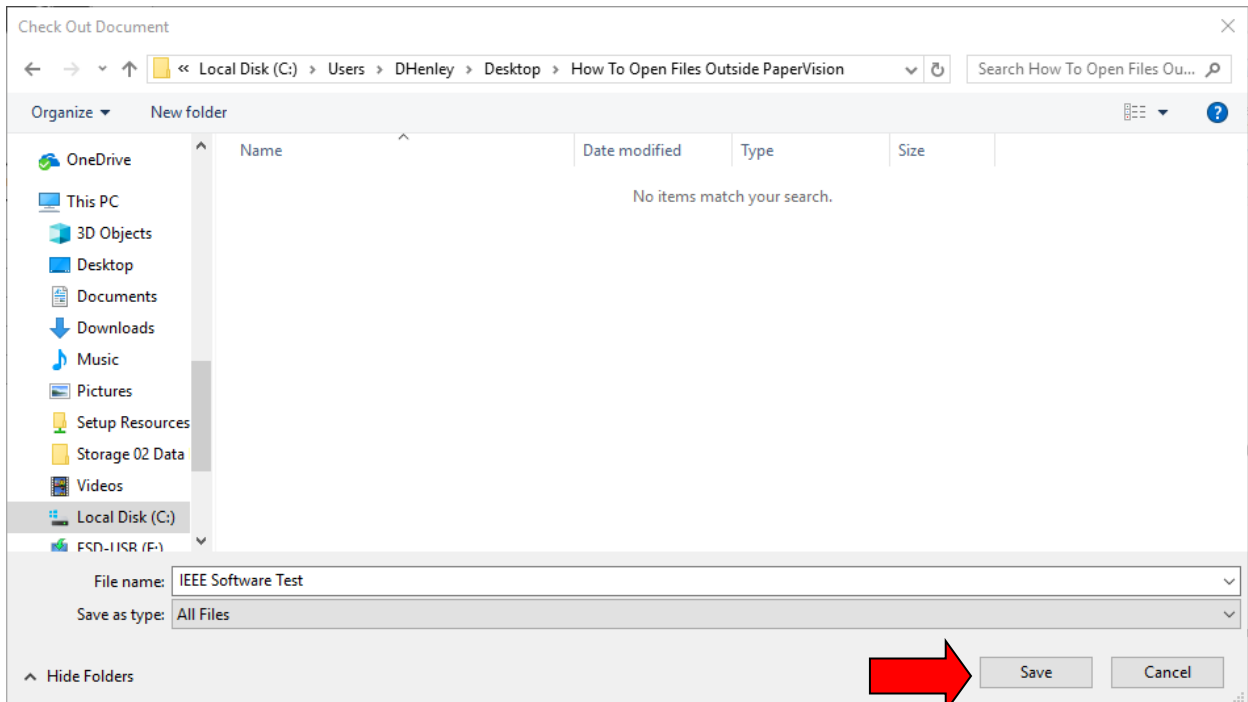 Check Out Document
« Local Disk (C:) › Users › DHenley › Desktop › How To Open Files Outside PaperVision
Search How To Open Files Ou...
Organize New folder
?
Name Date modified Type Size
No items match your search.
OneDrive
This PC
3D Objects
Desktop
Documents
Downloads
Music
Pictures
Setup Resources
Storage 02 Data
Videos
Local Disk (C:)
ESD-USB (F:)
File name: IEEE Software Test
Save as type: All Files
Hide Folders
Save Cancel